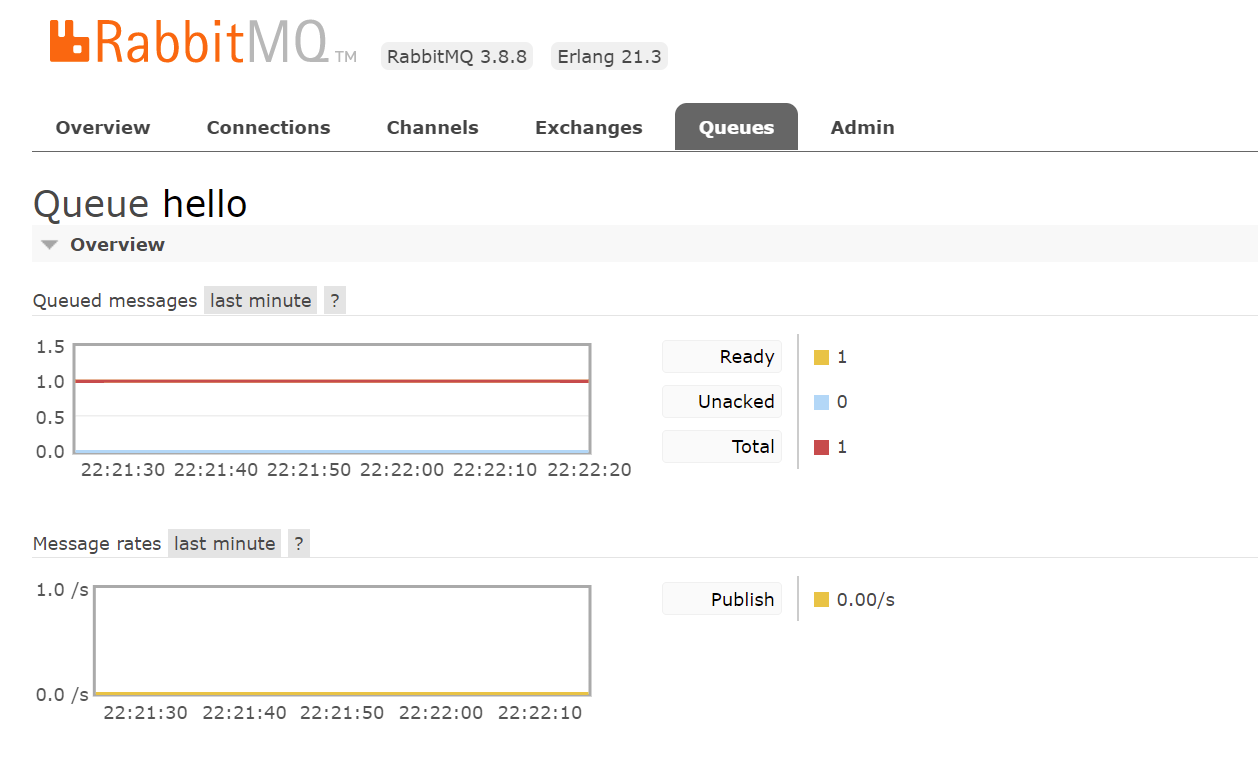 RabbitMQ TM RabbitMQ 3.8.8 Erlang 21.3
Overview Connections Channels Exchanges Queues Admin
Queue hello
Overview
Queued messages last minute ?
1.5
1.0
0.5
0.0
22:21:30 22:21:40 22:21:50 22:22:00 22:22:10 22:22:20
Ready 1
Unacked 0
Total 1
Message rates last minute ?
1.0 /s
0.0 /s
22:21:30 22:21:40 22:21:50 22:22:00 22:22:10
Publish 0.00/s